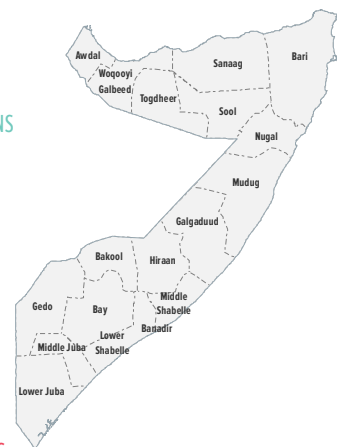 Awdal
Woqooyi
Galbeed
Togdheer
Sanaag
Bari
Sool
NS
Nugal
Mudug
Galgaduud
Bakool
Hiraan
Gedo
Bay
Middle
Shabelle
Banadir
Lower
Shabelle
Middle Juba
Lower Juba